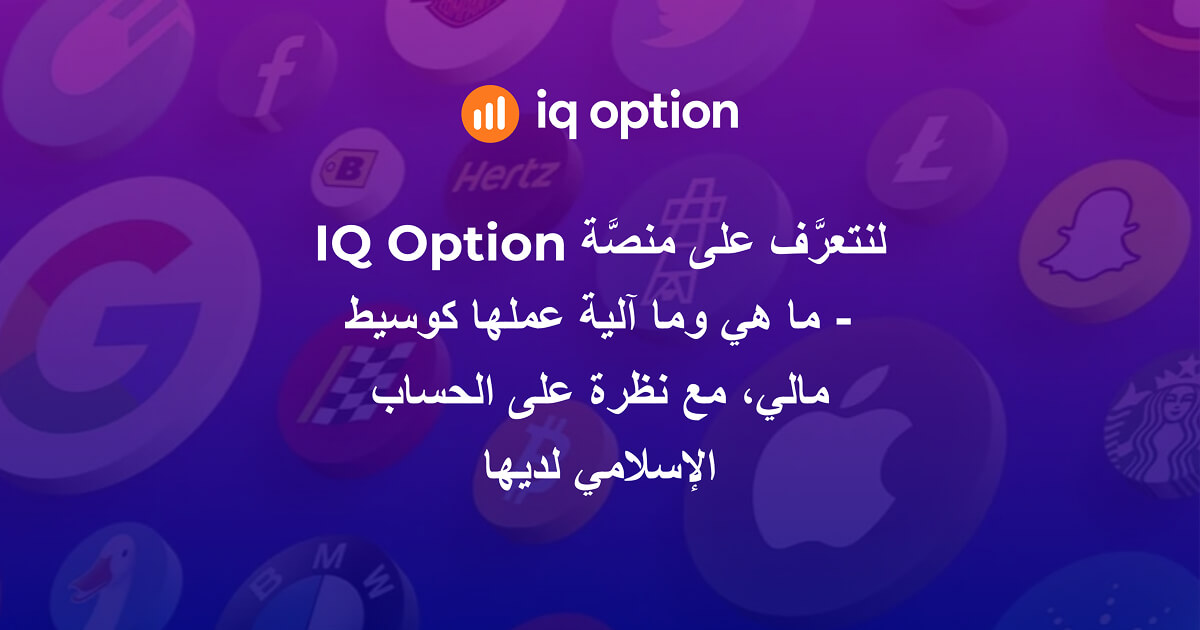 iq option
لنتعرَّف على منصَّة IQ Option
- ما هي وما آلية عملها كوسيط
مالي، مع نظرة على الحساب
الإسلامي لديها
Hertz
B
BMW